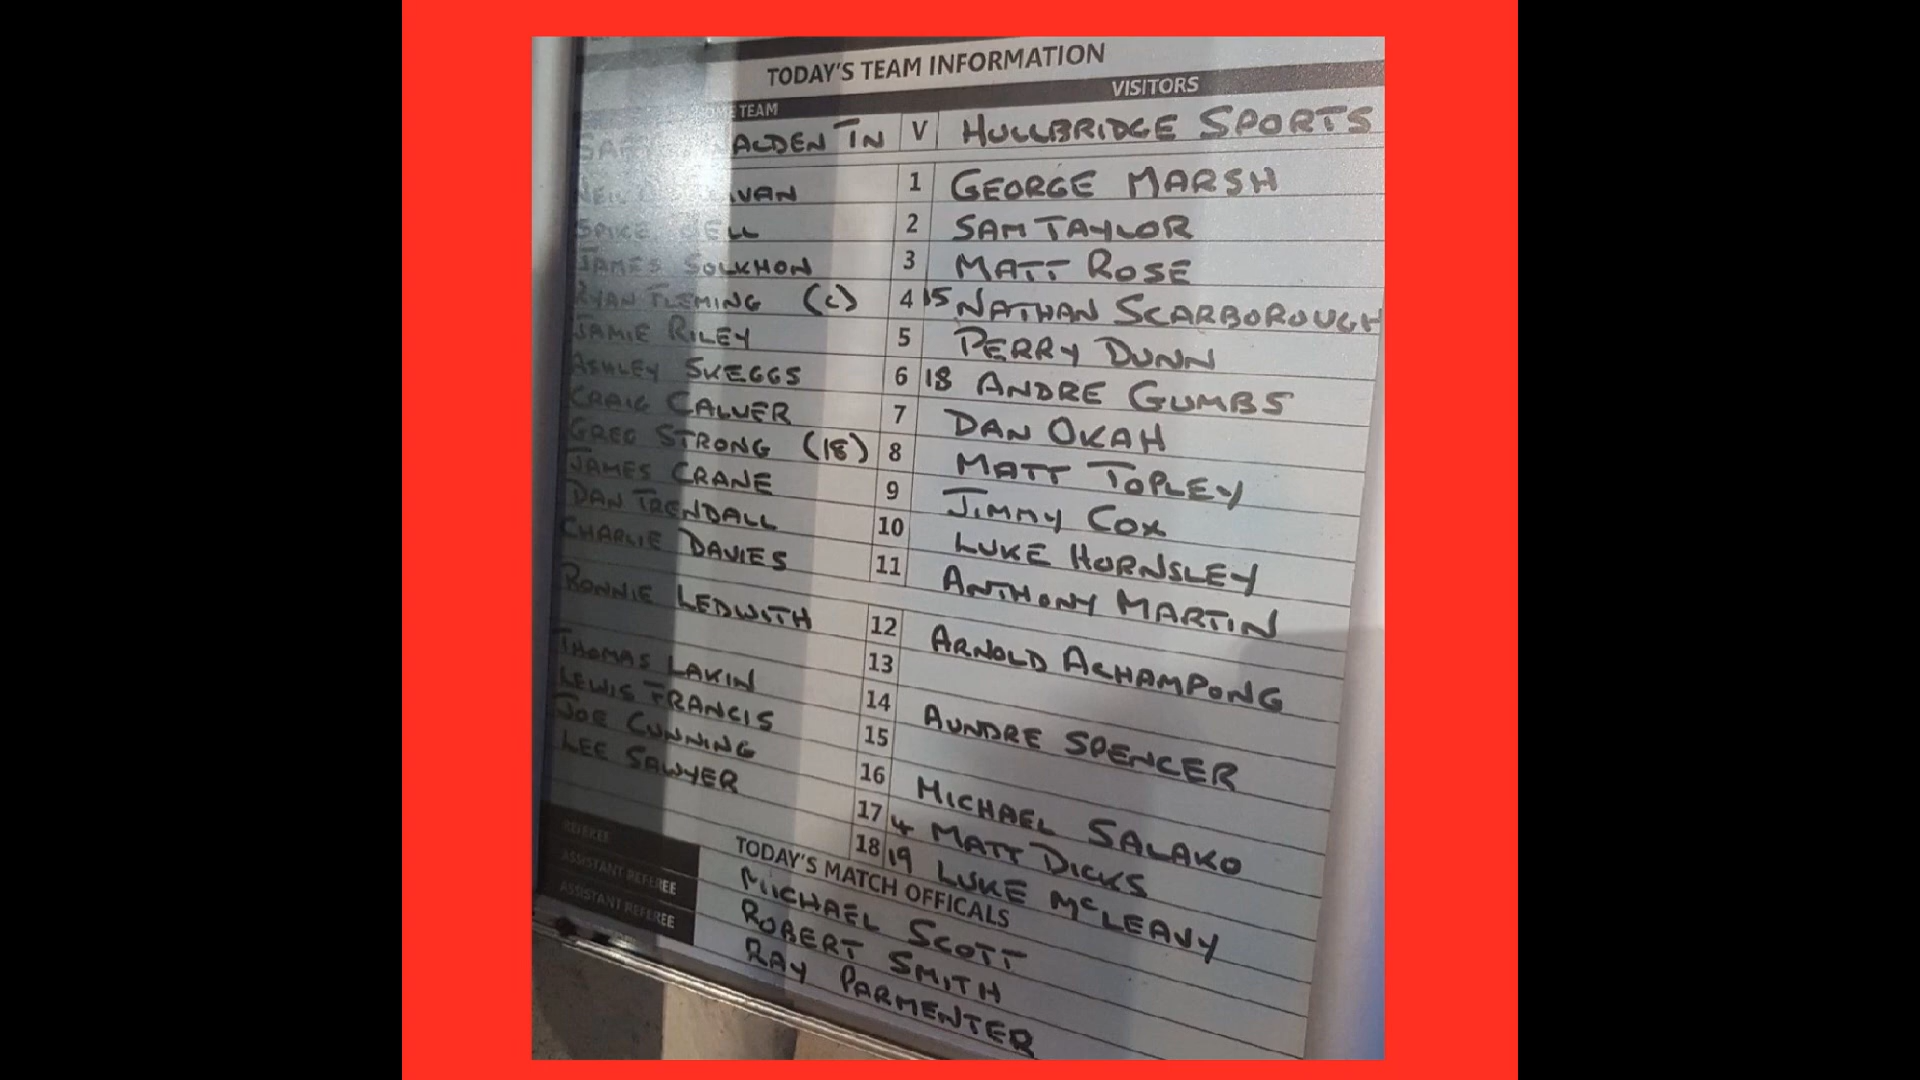 TODAY'S TEAM INFORMATION
TEAM VISITORS
ALDEN TN V HULLBRIDGE SPORTS
VAN 1 GEORGE MARSH
2 SAM TAYLOR
JAMES SOLKHON 3 MATT ROSE
RYAN FLEMING (C) 4 15 NATHAN SCARBOROUGH
JAMIE RILEY 5 PERRY DUNN
ASHLEY SKEGGS 6 18 ANDRE GUMBS
CRAIG CALVER 7 DAN OKAH
GREG STRONG (18) 8 MATT TOPLEY
JAMES CRANE 9 JIMMY COX
DAN TRENDALL 10 LUKE HORNSLEY
CHARLIE DAVIES 11 ANTHONY MARTIN
RONNIE LEDWITH 12 ARNOLD ACHAMPONG
13
THOMAS LAKIN 14 AUNDRE SPENCER
LEWIS FRANCIS 15
JOE CUNNING 16 MICHAEL SALAKO
LEE SAWYER 17 4 MATT DICKS
18 19 LUKE McLEAVY
TODAY'S MATCH OFFICALS
REFEREE MICHAEL SCOTT
ASSISTANT REFEREE ROBERT SMITH
ASSISTANT REFEREE RAY PARMENTER